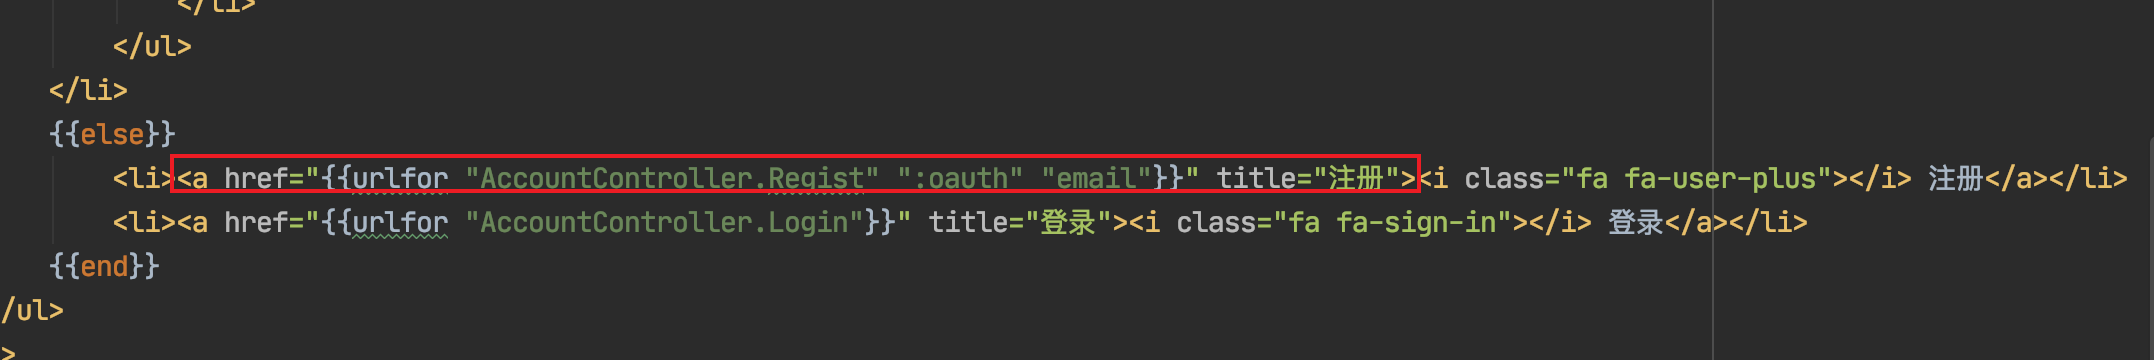 </li>
</ul>
</li>
{{else}}
<li><a href="{{urlfor "AccountController.Regist" ":oauth" "email"}}" title="注册"><i class="fa fa-user-plus"></i> 注册</a></li>
<li><a href="{{urlfor "AccountController.Login"}}" title="登录"><i class="fa fa-sign-in"></i> 登录</a></li>
{{end}}
/ul>
>